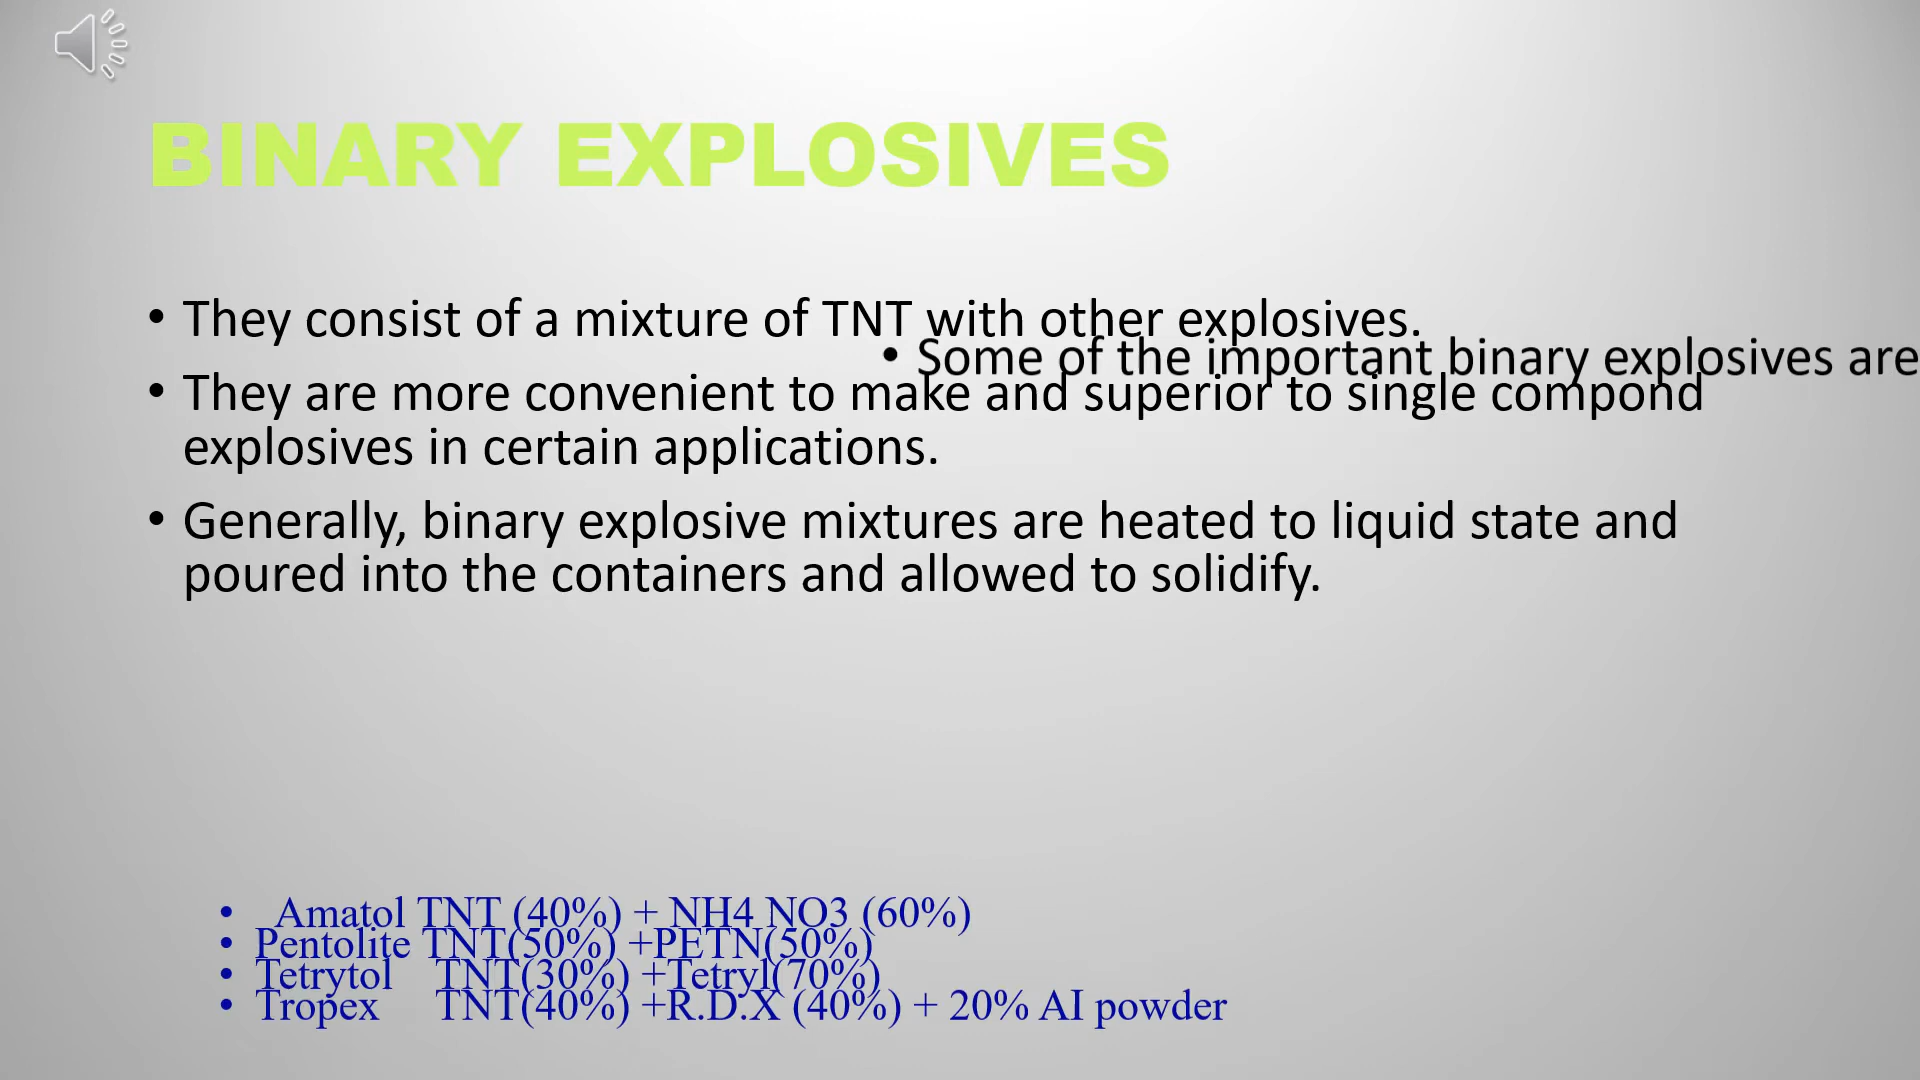 BINARY EXPLOSIVES
• They consist of a mixture of TNT with other explosives.
• Some of the important binary explosives are
• They are more convenient to make and superior to single compond
explosives in certain applications.
• Generally, binary explosive mixtures are heated to liquid state and
poured into the containers and allowed to solidify.
• Amatol TNT (40%) + NH4 NO3 (60%)
• Pentolite TNT(50%) +PETN(50%)
• Tetrytol TNT(30%) +Tetryl(70%)
• Tropex TNT(40%) +R.D.X (40%) + 20% AI powder